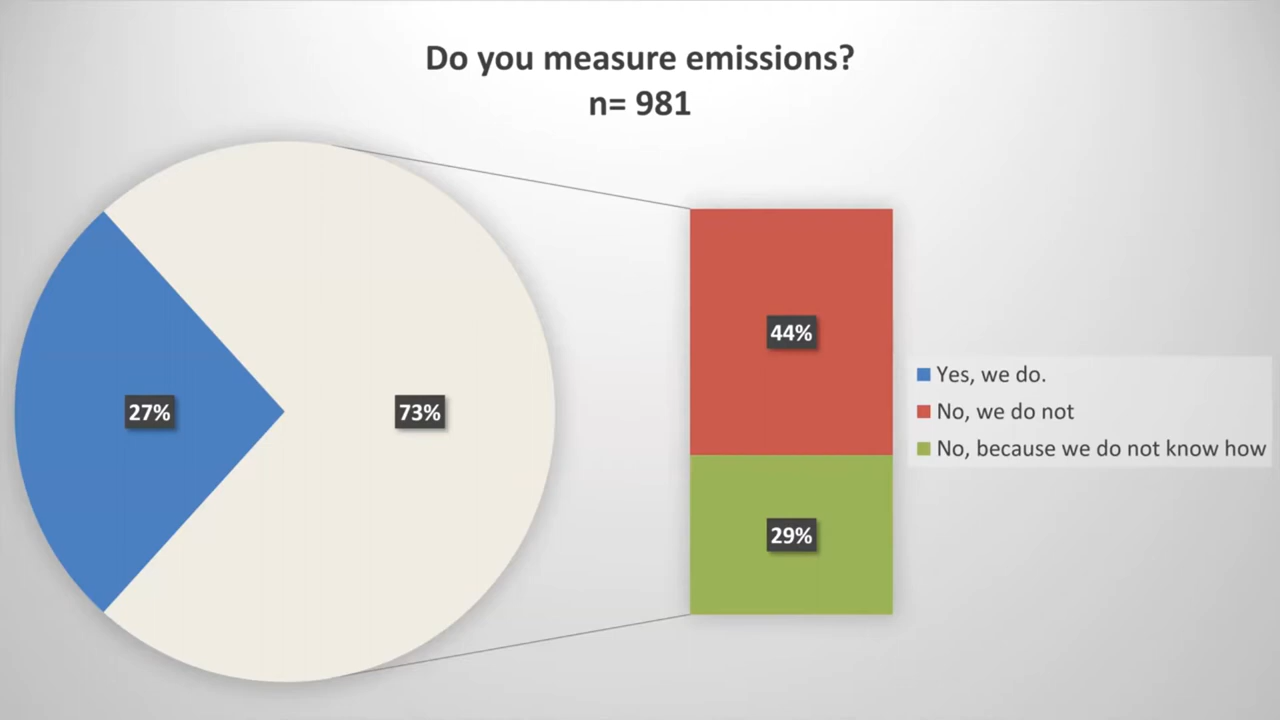 Do you measure emissions?
n= 981
27%
73%
44%
29%
Yes, we do.
No, we do not
No, because we do not know how